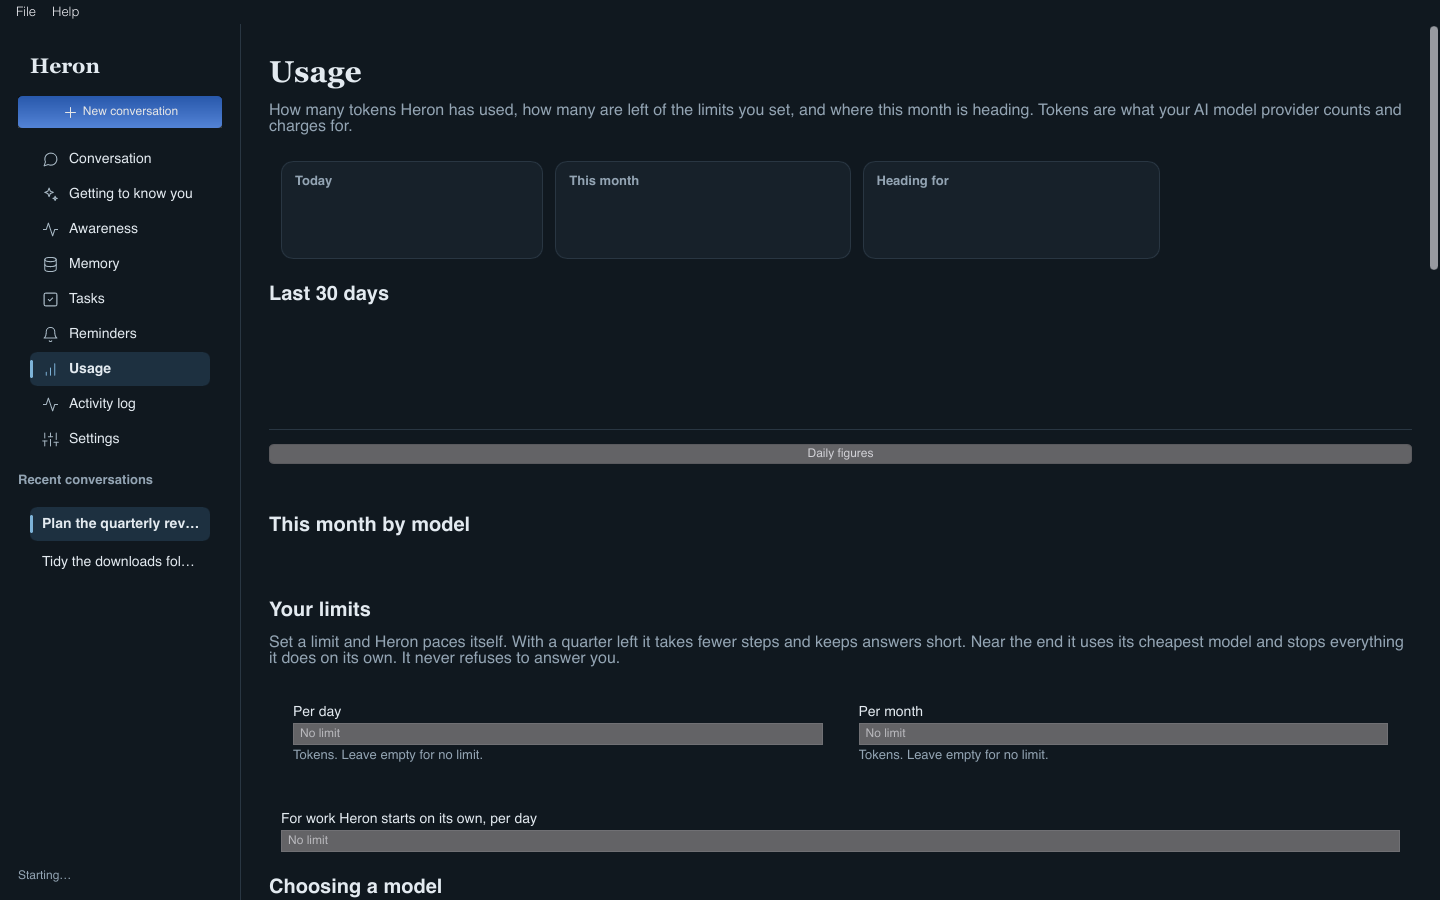 File Help
Heron
New conversation
Conversation
Getting to know you
Awareness
Memory
Tasks
Reminders
Usage
Activity log
Settings
Recent conversations
Plan the quarterly rev…
Tidy the downloads fol…
Starting…
Usage
How many tokens Heron has used, how many are left of the limits you set, and where this month is heading. Tokens are what your AI model provider counts and
charges for.
Today
This month
Heading for
Last 30 days
Daily figures
This month by model
Your limits
Set a limit and Heron paces itself. With a quarter left it takes fewer steps and keeps answers short. Near the end it uses its cheapest model and stops everything
it does on its own. It never refuses to answer you.
Per day
No limit
Tokens. Leave empty for no limit.
Per month
No limit
Tokens. Leave empty for no limit.
For work Heron starts on its own, per day
No limit
Choosing a model